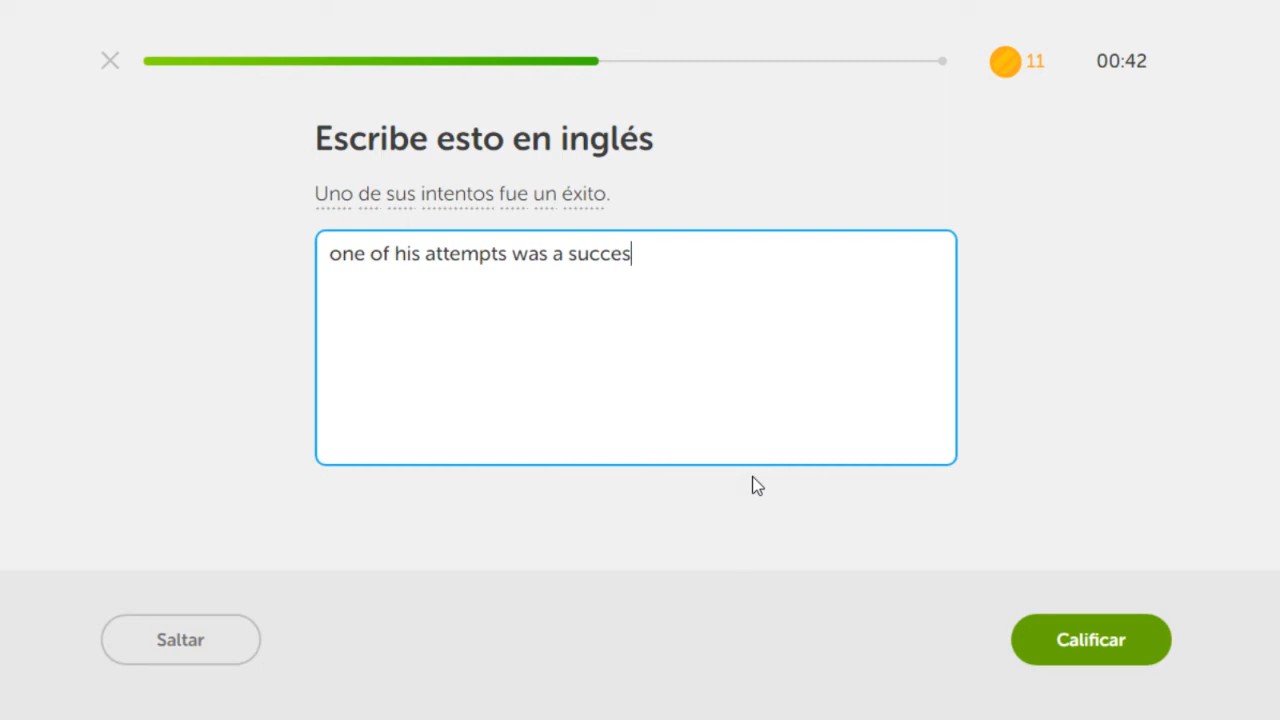 11
00:42
Escribe esto en inglés
Uno de sus intentos fue un éxito.
one of his attempts was a succes
Saltar
Calificar